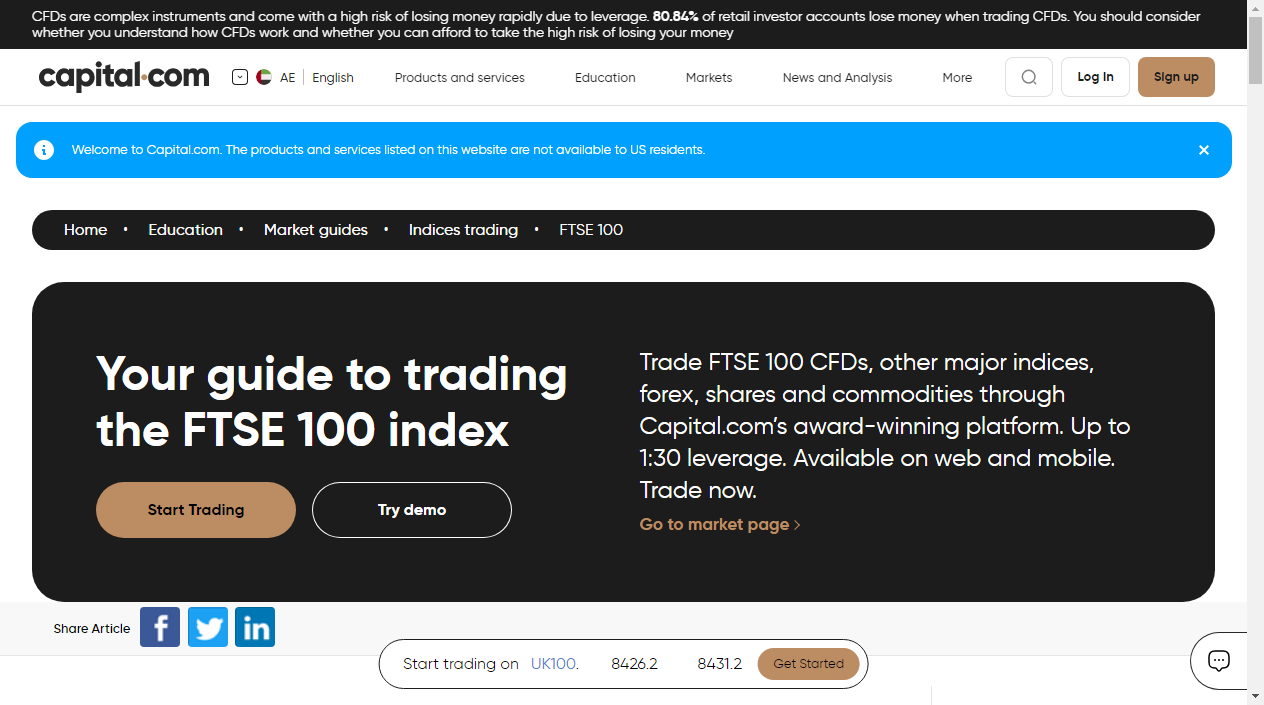 CFDs are complex instruments and come with a high risk of losing money rapidly due to leverage. 80.84% of retail investor accounts lose money when trading CFDs. You should consider
whether you understand how CFDs work and whether you can afford to take the high risk of losing your money
capital.com AE English Products and services Education Markets News and Analysis More Log In Sign up
Welcome to Capital.com. The products and services listed on this website are not available to US residents.
Home • Education • Market guides • Indices trading • FTSE 100
Your guide to trading
the FTSE 100 index
Start Trading Try demo
Trade FTSE 100 CFDs, other major indices,
forex, shares and commodities through
Capital.com’s award-winning platform. Up to
1:30 leverage. Available on web and mobile.
Trade now.
Go to market page
Share Article
Start trading on UK100. 8426.2 8431.2 Get Started